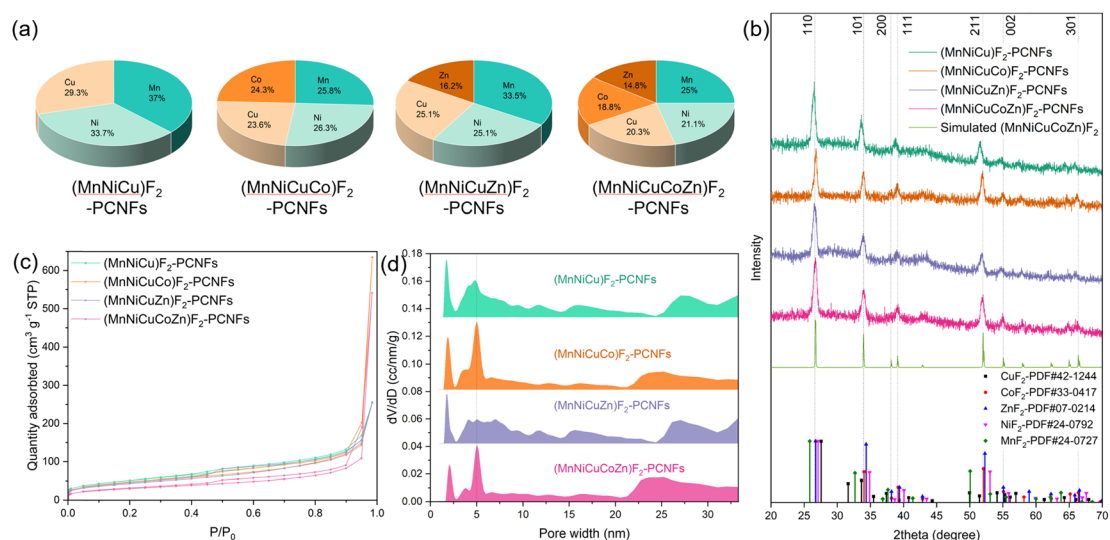 (a)
Cu
29.3%
Mn
37%
Ni
33.7%
(MnNiCu)F2
-PCNFs
Co
24.3%
Mn
25.8%
Cu
23.6%
Ni
26.3%
(MnNiCuCo)F2
-PCNFs
Zn
16.2%
Mn
33.5%
Cu
25.1%
Ni
25.1%
(MnNiCuZn)F2
-PCNFs
Zn
14.8%
Mn
25%
Co
18.8%
Cu
20.3%
Ni
21.1%
(MnNiCuCoZn)F2
-PCNFs
(b)
110
101
200
111
211
002
301
(MnNiCu)F2-PCNFs
(MnNiCuCo)F2-PCNFs
(MnNiCuZn)F2-PCNFs
(MnNiCuCoZn)F2-PCNFs
Simulated (MnNiCuCoZn)F2
Intensity
CuF2-PDF#42-1244
CoF2-PDF#33-0417
ZnF2-PDF#07-0214
NiF2-PDF#24-0792
MnF2-PDF#24-0727
20 25 30 35 40 45 50 55 60 65 70
2theta (degree)
(c)
(MnNiCu)F2-PCNFs
(MnNiCuCo)F2-PCNFs
(MnNiCuZn)F2-PCNFs
(MnNiCuCoZn)F2-PCNFs
Quantity adsorbed (cm3 g-1 STP)
600
500
400
300
200
100
0
0.0 0.2 0.4 0.6 0.8 1.0
P/P0
(d)
dV/dD (cc/nm/g)
0.18
0.16
0.14
0.12
0.10
0.08
0.06
0.04
0.02
0.00
(MnNiCu)F2-PCNFs
(MnNiCuCo)F2-PCNFs
(MnNiCuZn)F2-PCNFs
(MnNiCuCoZn)F2-PCNFs
5 10 15 20 25 30
Pore width (nm)